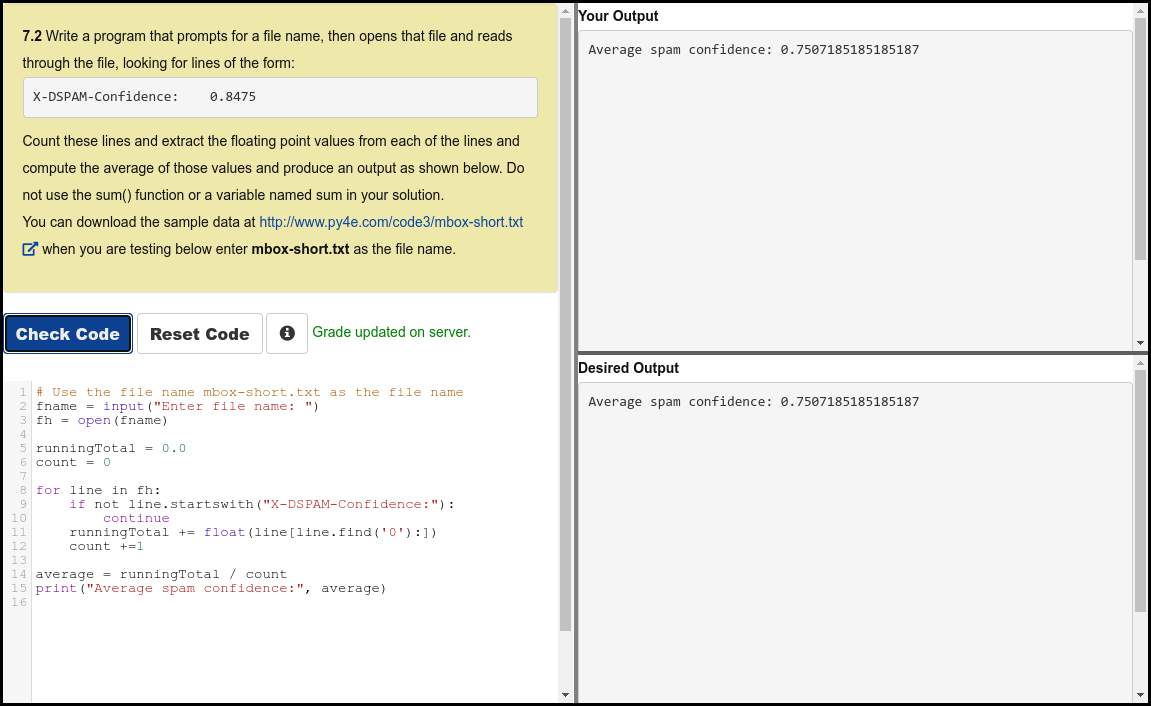 7.2 Write a program that prompts for a file name, then opens that file and reads
through the file, looking for lines of the form:
X-DSPAM-Confidence:    0.8475
Count these lines and extract the floating point values from each of the lines and
compute the average of those values and produce an output as shown below. Do
not use the sum() function or a variable named sum in your solution.
You can download the sample data at http://www.py4e.com/code3/mbox-short.txt
when you are testing below enter mbox-short.txt as the file name.
Check Code Reset Code Grade updated on server.
1 # Use the file name mbox-short.txt as the file name
2 fname = input("Enter file name: ")
3 fh = open(fname)
4
5 runningTotal = 0.0
6 count = 0
7
8 for line in fh:
9     if not line.startswith("X-DSPAM-Confidence:"):
10         continue
11     runningTotal += float(line[line.find('0'):])
12     count +=1
13
14 average = runningTotal / count
15 print("Average spam confidence:", average)
16
Your Output
Average spam confidence: 0.7507185185185187
Desired Output
Average spam confidence: 0.7507185185185187